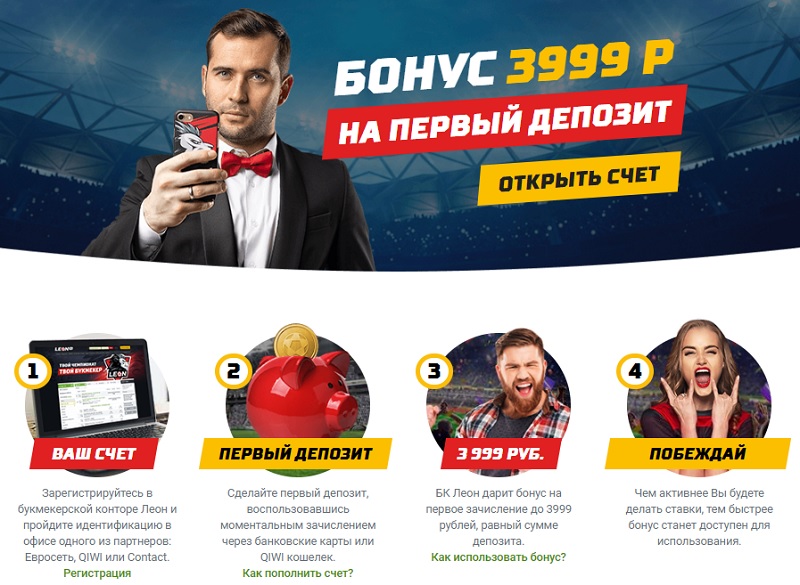 БОНУС 3999 Р
НА ПЕРВЫЙ ДЕПОЗИТ
ОТКРЫТЬ СЧЕТ
1
LEON
ТВОЙ ЧЕМПИОНАТ
ТВОЙ БУКМЕКЕР
LEON
ВАШ СЧЕТ
Зарегистрируйтесь в
букмекерской конторе Леон и
пройдите идентификацию в
офисе одного из партнеров:
Евросеть, QIWI или Contact.
Регистрация
2
ПЕРВЫЙ ДЕПОЗИТ
Сделайте первый депозит,
воспользовавшись
моментальным зачислением
через банковские карты или
QIWI кошелек.
Как пополнить счет?
3
3 999 РУБ.
БК Леон дарит бонус на
первое зачисление до 3999
рублей, равный сумме
депозита.
Как использовать бонус?
4
ПОБЕЖДАЙ
Чем активнее Вы будете
делать ставки, тем быстрее
бонус станет доступен для
использования.